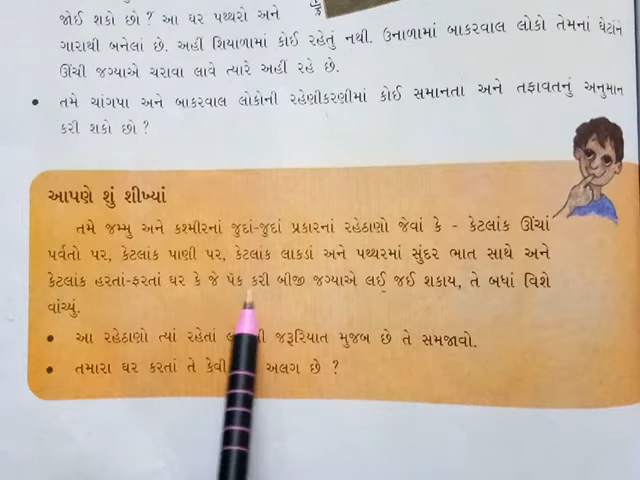 જોઈ શકો છો ? આ ઘર પથ્થરો અને
ગારાથી બનેલાં છે. અહીં શિયાળામાં કોઈ રહેતું નથી. ઉનાળામાં બાકરવાલ લોકો તેમનાં ઘેટાંને
ઊંચી જગ્યાએ ચરાવા લાવે ત્યારે અહીં રહે છે.
• તમે ચાંગપા અને બાકરવાલ લોકોની રહેણીકરણીમાં કોઈ સમાનતા અને તફાવતનું અનુમાન
કરી શકો છો ?
આપણે શું શીખ્યાં
તમે જમ્મુ અને કશ્મીરનાં જુદાં-જુદાં પ્રકારનાં રહેઠાણો જેવાં કે - કેટલાંક ઊંચાં
પર્વતો પર, કેટલાંક પાણી પર, કેટલાંક લાકડાં અને પથ્થરમાં સુંદર ભાત સાથે અને
કેટલાંક હરતાં-ફરતાં ઘર કે જે પૅક કરી બીજી જગ્યાએ લઈ જઈ શકાય, તે બધાં વિશે
વાંચ્યું.
• આ રહેઠાણો ત્યાં રહેતાં જરૂરિયાત મુજબ છે તે સમજાવો.
• તમારા ઘર કરતાં તે કેવી અલગ છે ?